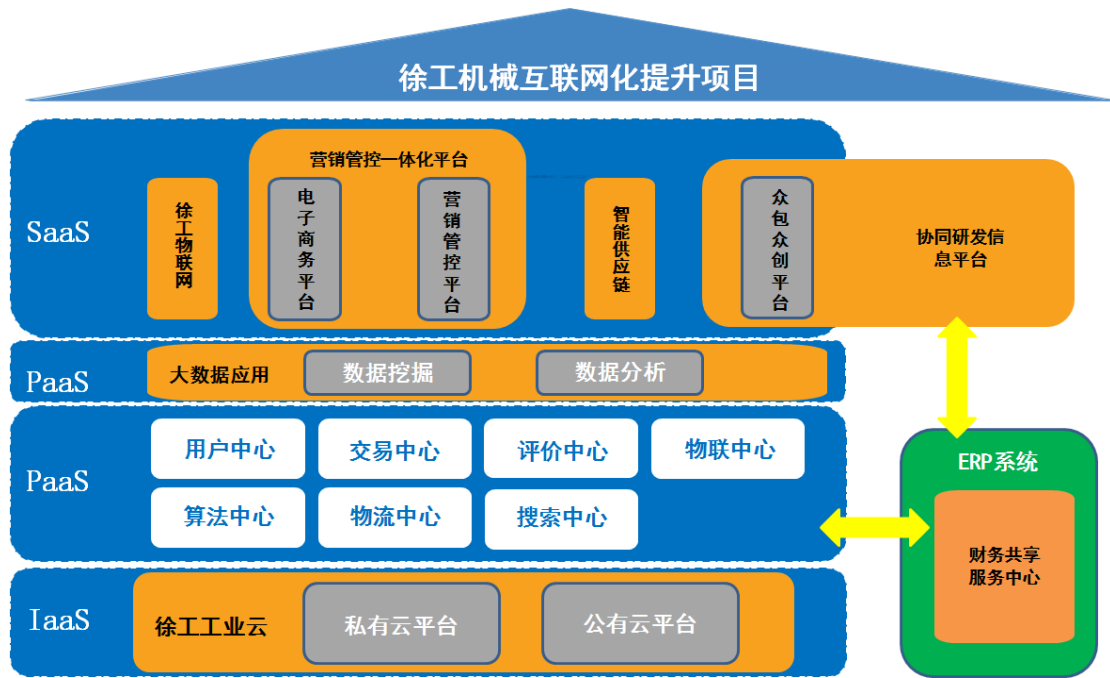 徐工机械互联网化提升项目
SaaS
徐工物联网
营销管控一体化平台
电子商务平台
营销管控平台
智能供应链
众包众创平台
协同研发信
息平台
PaaS
大数据应用
数据挖掘
数据分析
PaaS
用户中心
交易中心
评价中心
物联中心
算法中心
物流中心
搜索中心
ERP系统
财务共享
服务中心
IaaS
徐工工业云
私有云平台
公有云平台